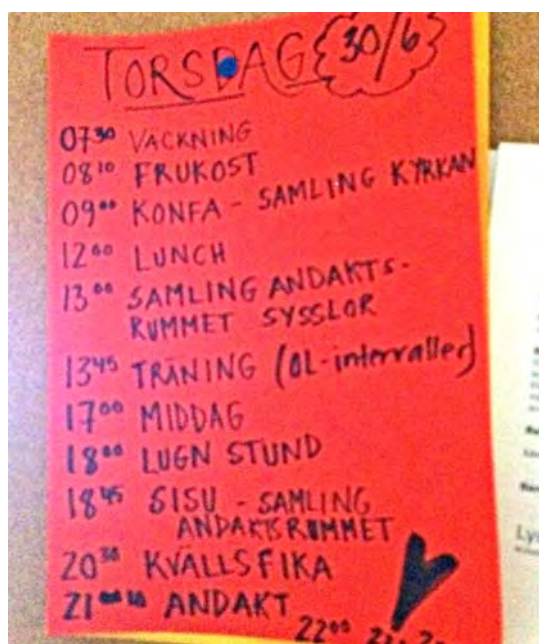 TORSDAG 30/6
07³⁰ VÄCKNING
08¹⁰ FRUKOST
09⁰⁰ KONFA - SAMLING KYRKAN
12⁰⁰ LUNCH
13⁰⁰ SAMLING ANDAKTS-
RUMMET SYSSLOR
13⁴⁵ TRÄNING (OL-intervaller)
17⁰⁰ MIDDAG
18⁰⁰ LUGN STUND
18⁴⁵ SISU - SAMLING
ANDAKTSRUMMET
20³⁰ KVÄLLSFIKA
21 ANDAKT
22⁰⁰